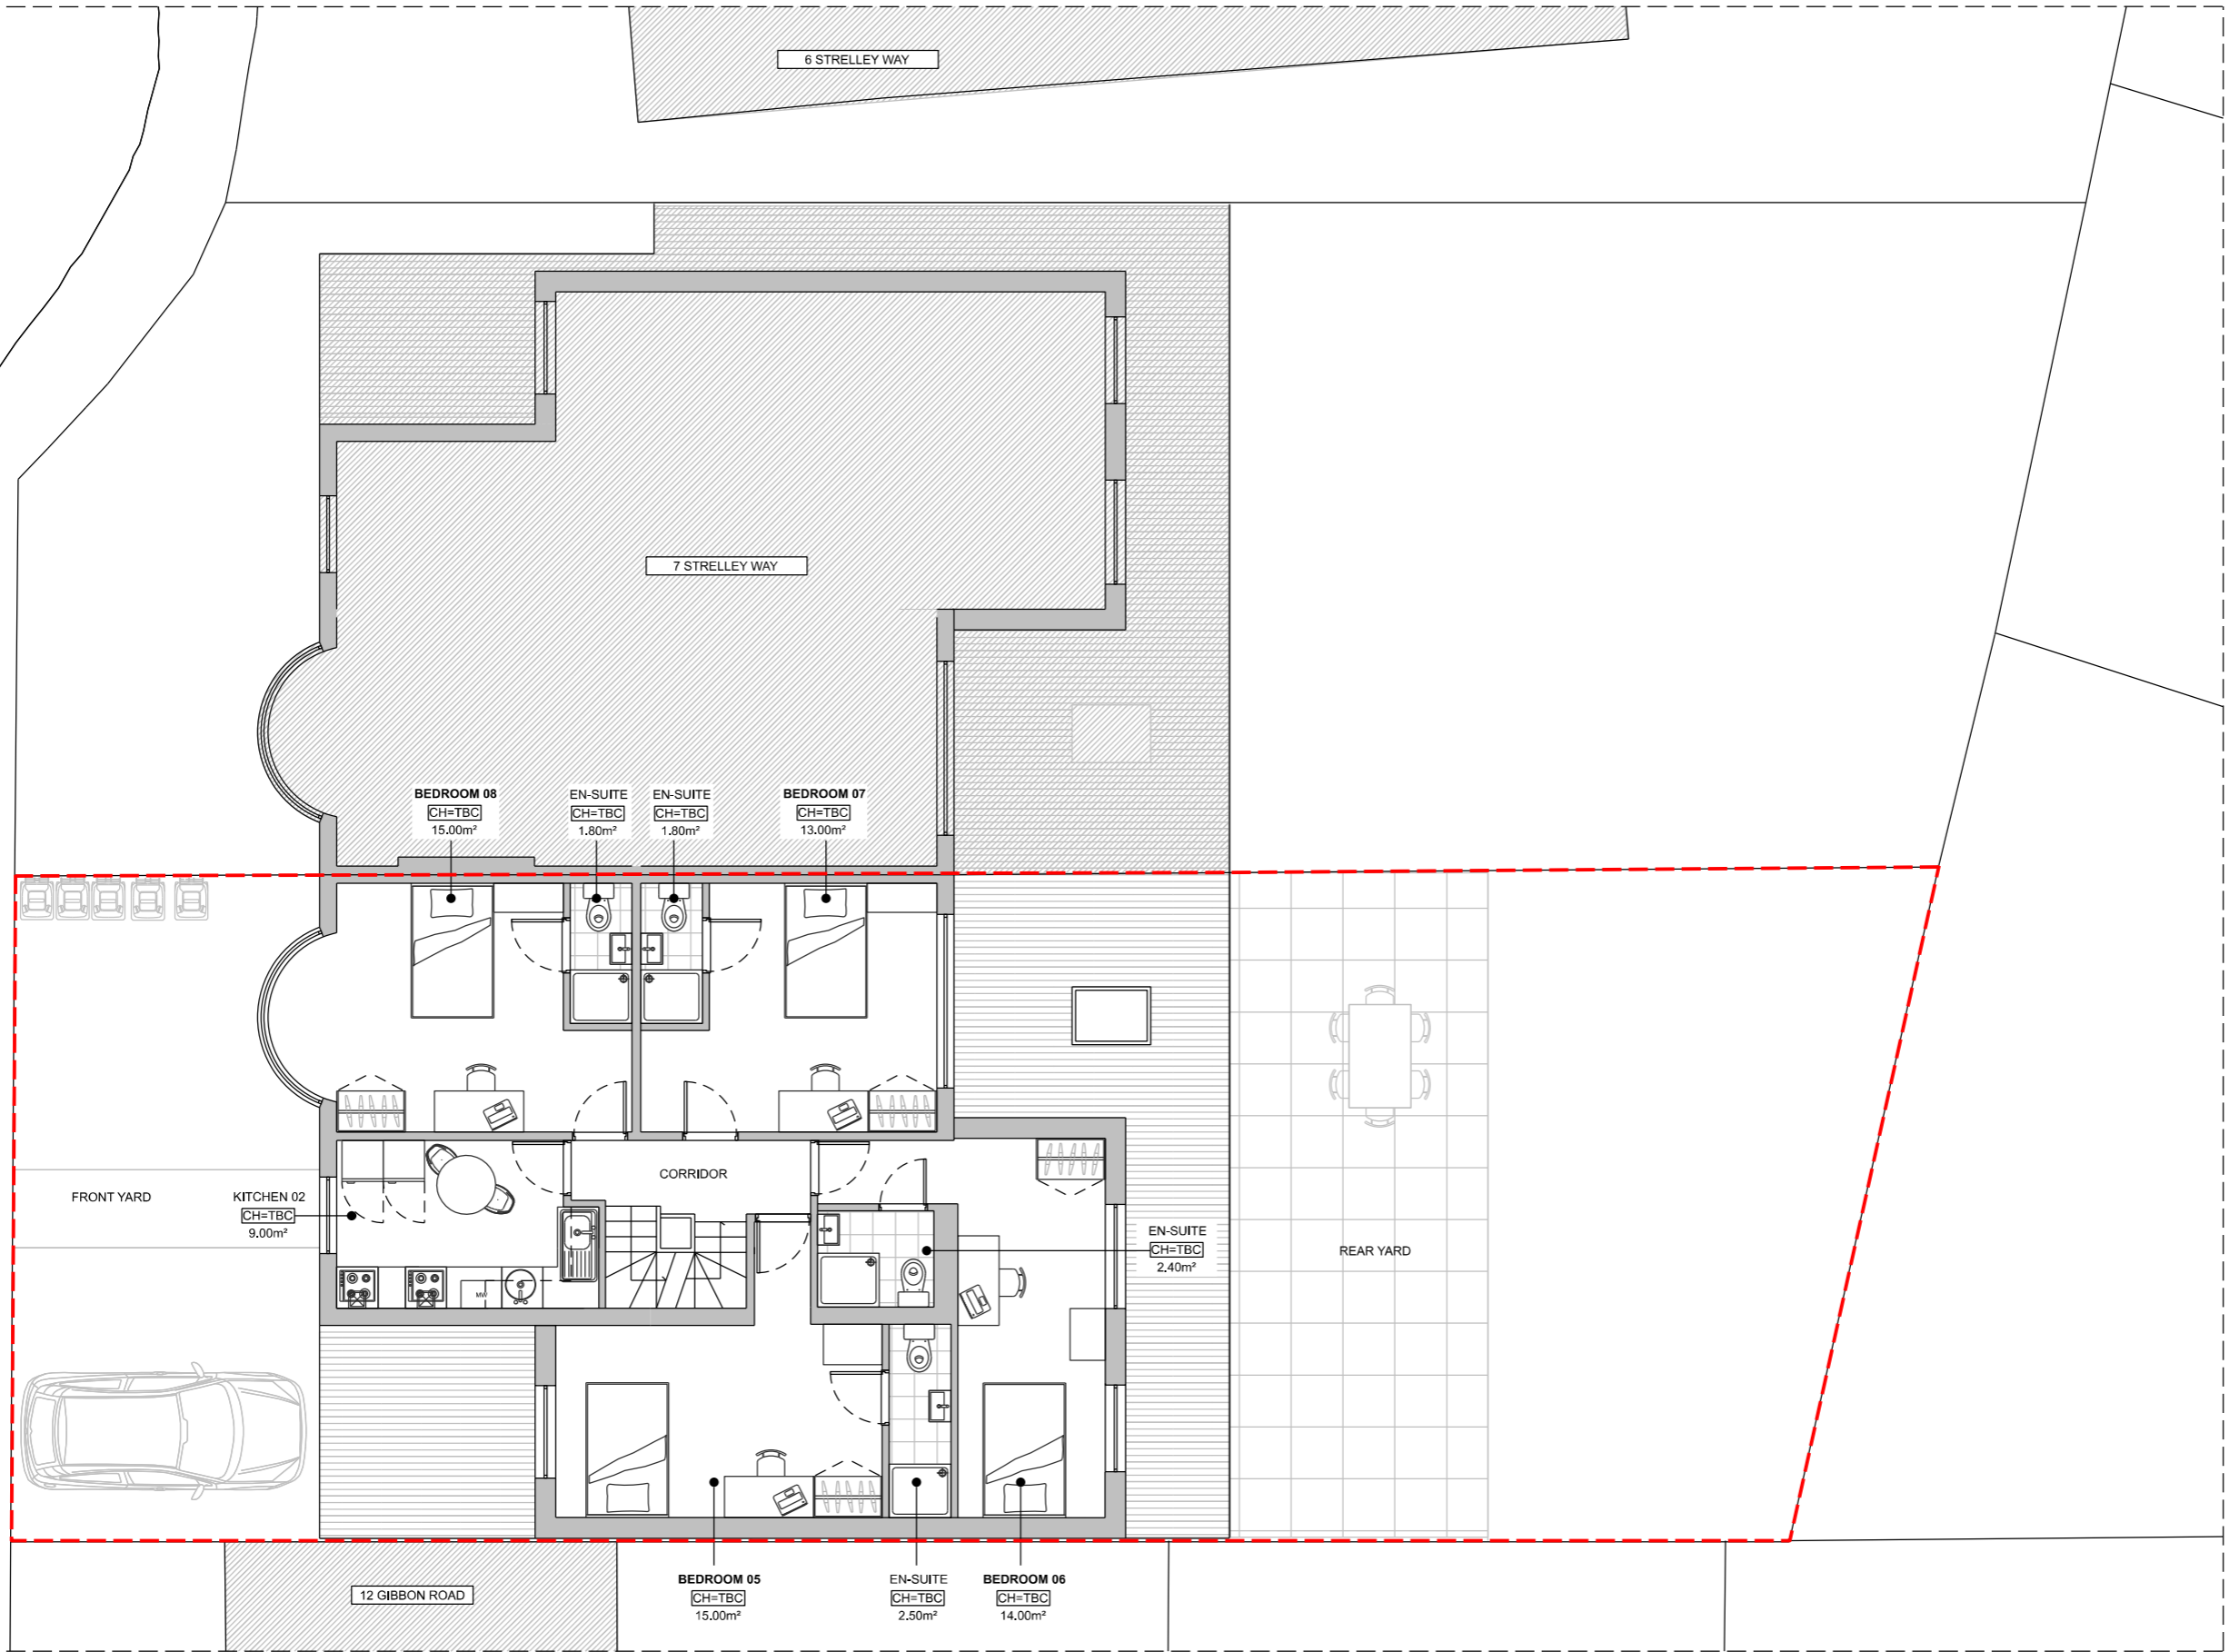 6 STRELLEY WAY
7 STRELLEY WAY
BEDROOM 08
CH=TBC
15.00m²
EN-SUITE
CH=TBC
1.80m²
EN-SUITE
CH=TBC
1.80m²
BEDROOM 07
CH=TBC
13.00m²
CORRIDOR
FRONT YARD
KITCHEN 02
CH=TBC
9.00m²
EN-SUITE
CH=TBC
2.40m²
REAR YARD
MW
12 GIBBON ROAD
BEDROOM 05
CH=TBC
15.00m²
EN-SUITE
CH=TBC
2.50m²
BEDROOM 06
CH=TBC
14.00m²